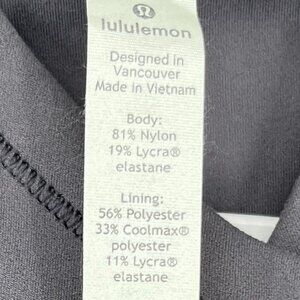 lululemon
Designed in
Vancouver
Made in Vietnam
Body:
81% Nylon
19% Lycra®
elastane
Lining:
56% Polyester
33% Coolmax®
polyester
11% Lycra®
elastane